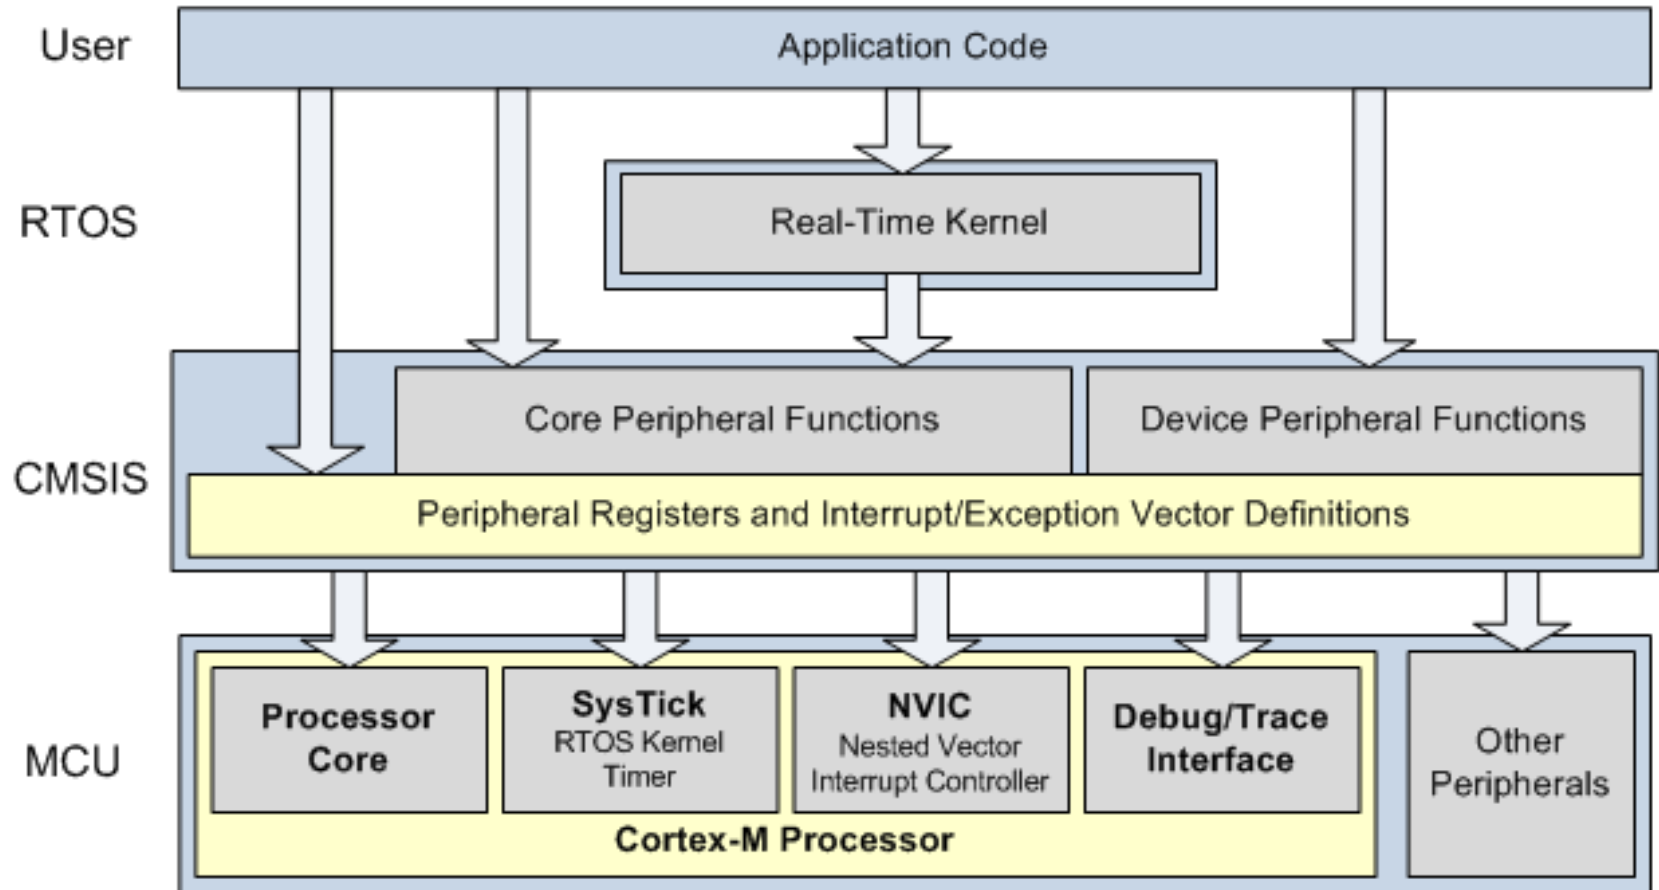 User
Application Code
RTOS
Real-Time Kernel
CMSIS
Core Peripheral Functions
Device Peripheral Functions
Peripheral Registers and Interrupt/Exception Vector Definitions
MCU
Processor
Core
SysTick
RTOS Kernel
Timer
NVIC
Nested Vector
Interrupt Controller
Debug/Trace
Interface
Other
Peripherals
Cortex-M Processor